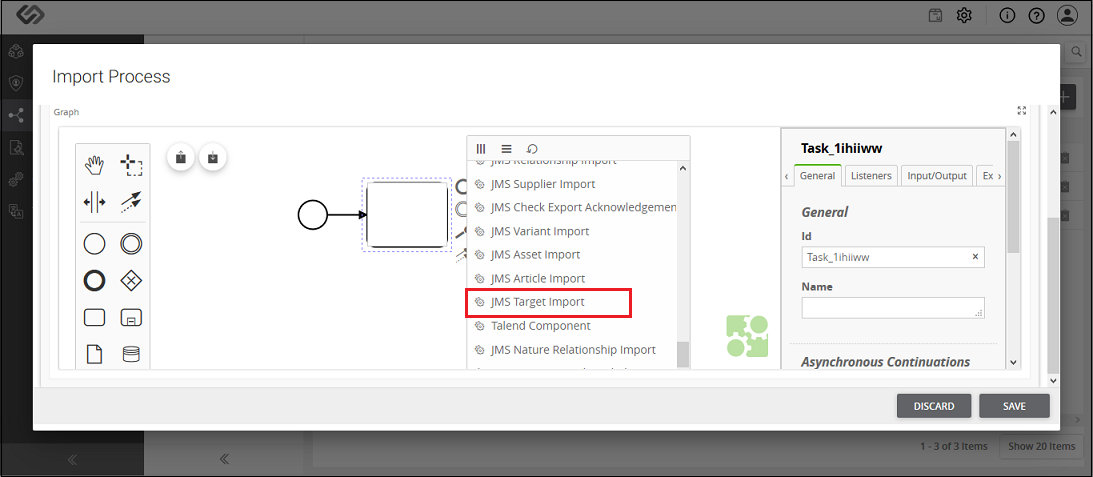 Import Process
Graph
JMS Relationship Import
JMS Supplier Import
JMS Check Export Acknowledgemen
JMS Variant Import
JMS Asset Import
JMS Article Import
JMS Target Import
Talend Component
JMS Nature Relationship Import
Task_1ihiiww
General
Listeners
Input/Output
Ex
General
Id
Task_1ihiiww
Name
Asynchronous Continuations
DISCARD
SAVE
1 - 3 of 3 Items
Show 20 Items